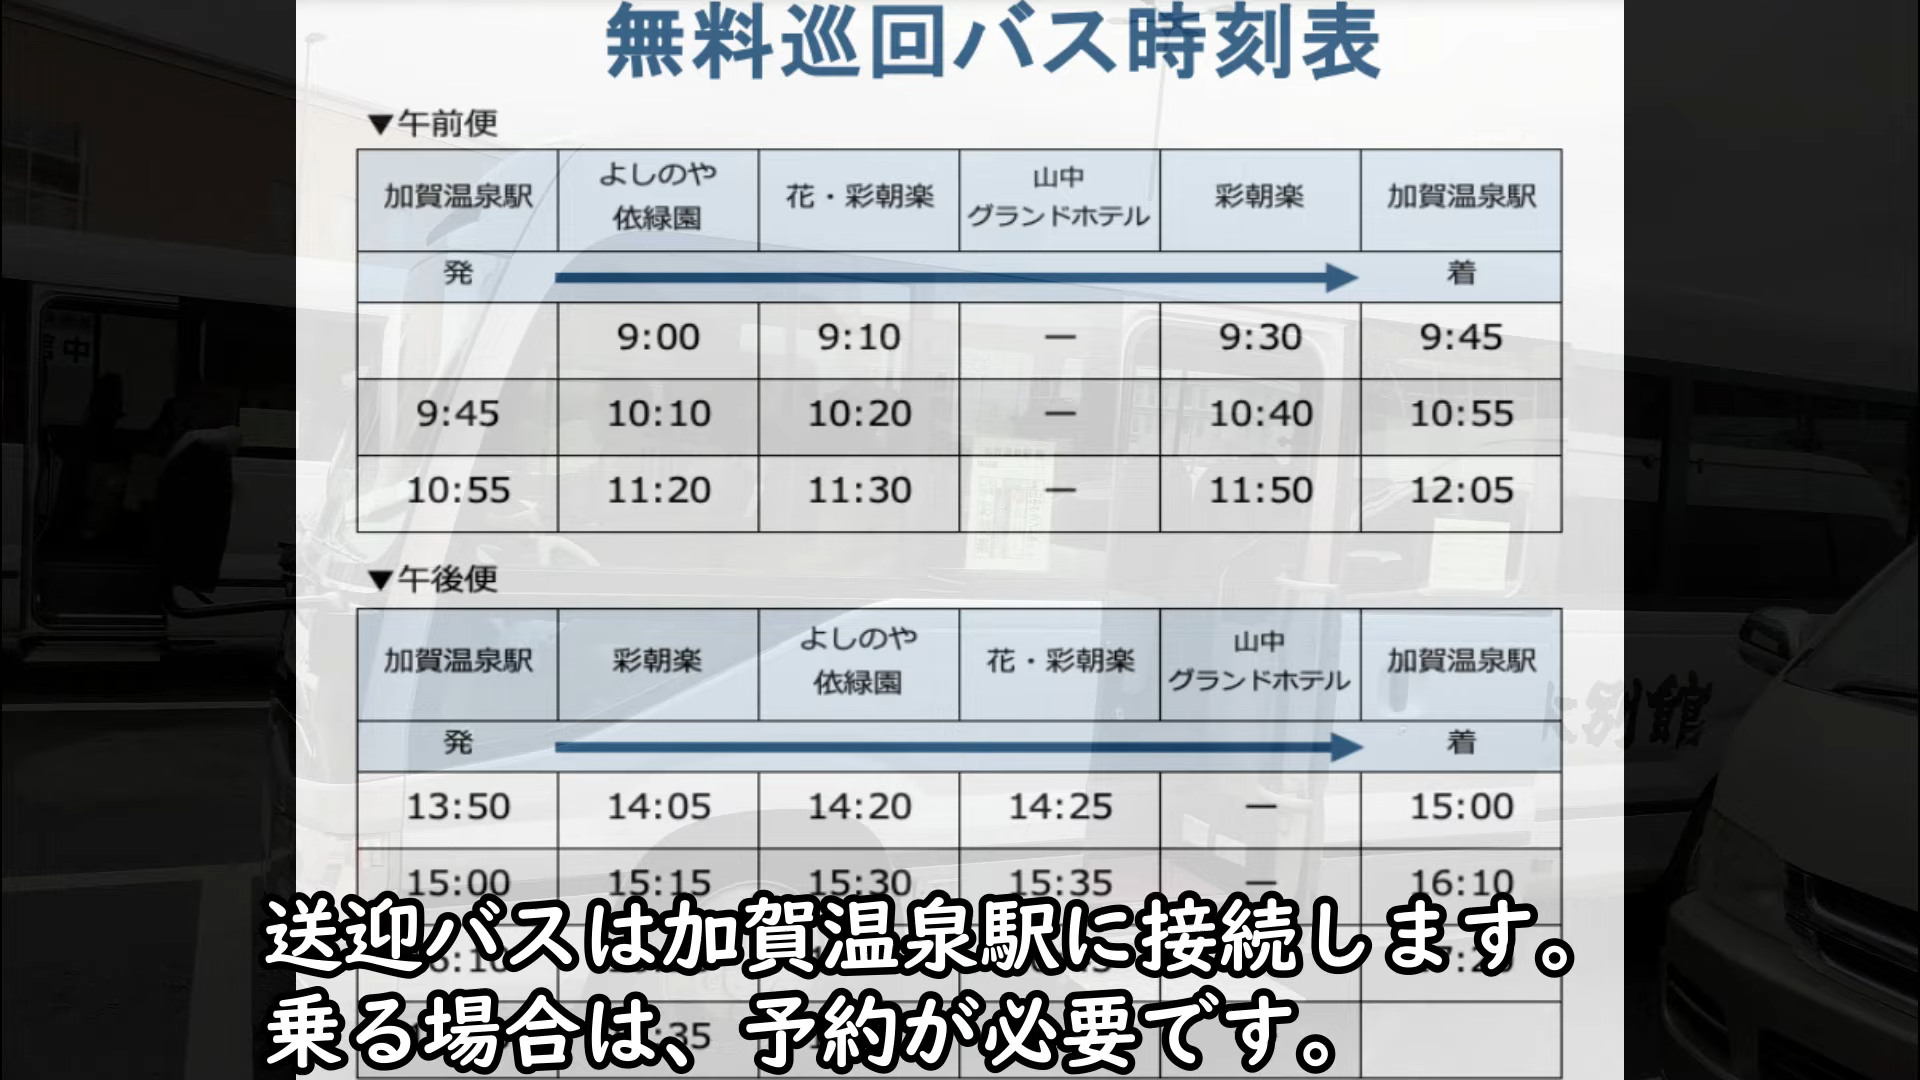 無料巡回バス時刻表
▼午前便
加賀温泉駅 よしのや 依緑園 花・彩朝楽 山中 グランドホテル 彩朝楽 加賀温泉駅
発 着
9:00 9:10 — 9:30 9:45
9:45 10:10 10:20 — 10:40 10:55
10:55 11:20 11:30 — 11:50 12:05
▼午後便
加賀温泉駅 彩朝楽 よしのや 依緑園 花・彩朝楽 山中 グランドホテル 加賀温泉駅
発 着
13:50 14:05 14:20 14:25 — 15:00
15:00 15:15 15:30 15:35 — 16:10
送迎バスは加賀温泉駅に接続します。
乗る場合は、予約が必要です。
別館